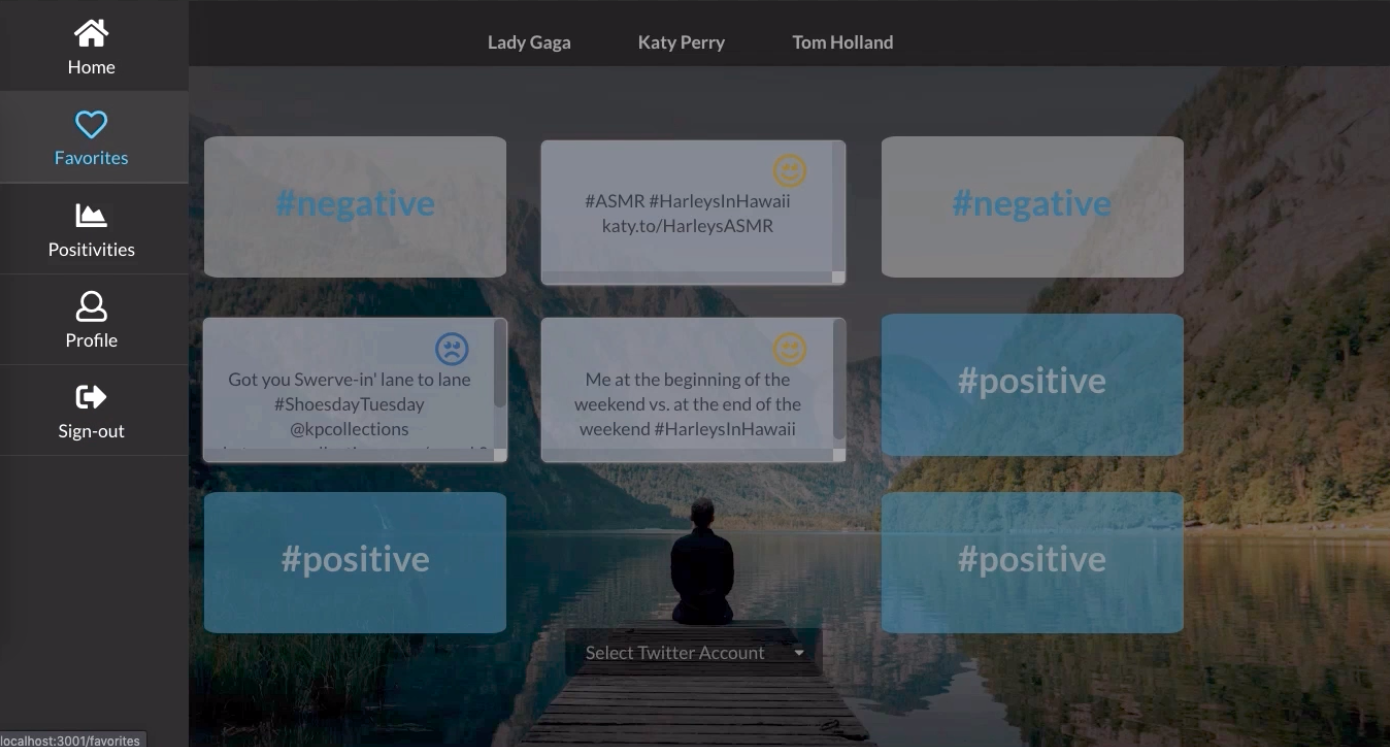 Home
Favorites
Positivities
Profile
Sign-out
Lady Gaga
Katy Perry
Tom Holland
#negative
#ASMR #HarleysInHawaii
katy.to/HarleysASMR
#negative
Got you Swerve-in' lane to lane
#ShoesdayTuesday
@kpcollections
Me at the beginning of the
weekend vs. at the end of the
weekend #HarleysInHawaii
#positive
#positive
#positive
Select Twitter Account
localhost:3001/favorites